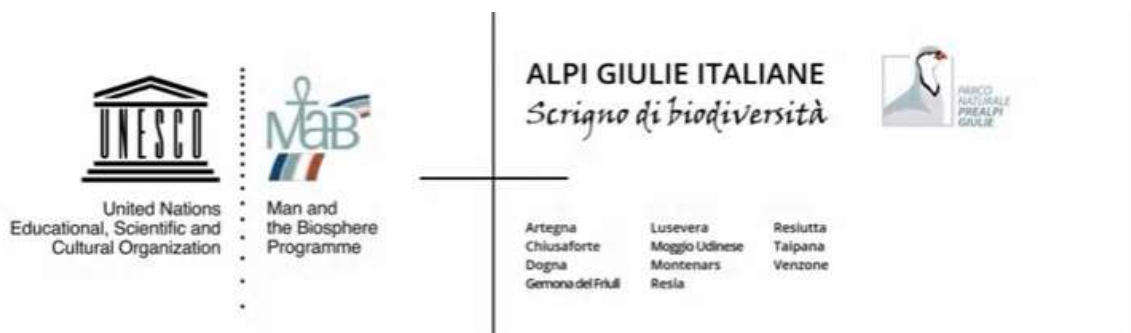 UNESCO
MaB
United Nations
Educational, Scientific and
Cultural Organization
Man and
the Biosphere
Programme
ALPI GIULIE ITALIANE
Scrigno di biodiversità
PARCO
NATURALE
PREALPI
GIULIE
Artegna
Chiusaforte
Dogna
Gemona del Friuli
Lusevera
Moggio Udinese
Montenars
Resia
Resiutta
Taipana
Venzone